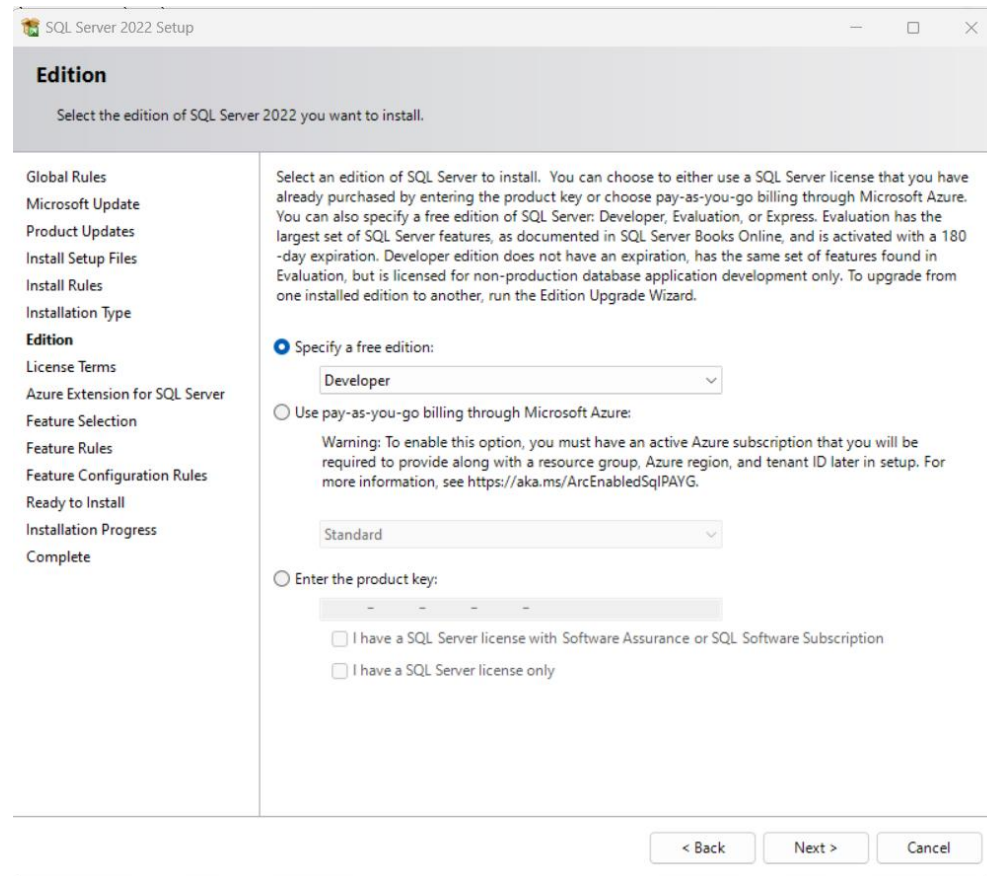 SQL Server 2022 Setup
Edition
Select the edition of SQL Server 2022 you want to install.
Global Rules
Microsoft Update
Product Updates
Install Setup Files
Install Rules
Installation Type
Edition
License Terms
Azure Extension for SQL Server
Feature Selection
Feature Rules
Feature Configuration Rules
Ready to Install
Installation Progress
Complete
Select an edition of SQL Server to install. You can choose to either use a SQL Server license that you have
already purchased by entering the product key or choose pay-as-you-go billing through Microsoft Azure.
You can also specify a free edition of SQL Server: Developer, Evaluation, or Express. Evaluation has the
largest set of SQL Server features, as documented in SQL Server Books Online, and is activated with a 180
-day expiration. Developer edition does not have an expiration, has the same set of features found in
Evaluation, but is licensed for non-production database application development only. To upgrade from
one installed edition to another, run the Edition Upgrade Wizard.
Specify a free edition:
Developer
Use pay-as-you-go billing through Microsoft Azure:
Warning: To enable this option, you must have an active Azure subscription that you will be
required to provide along with a resource group, Azure region, and tenant ID later in setup. For
more information, see https://aka.ms/ArcEnabledSqlPAYG.
Standard
Enter the product key:
- - - -
I have a SQL Server license with Software Assurance or SQL Software Subscription
I have a SQL Server license only
< Back
Next >
Cancel